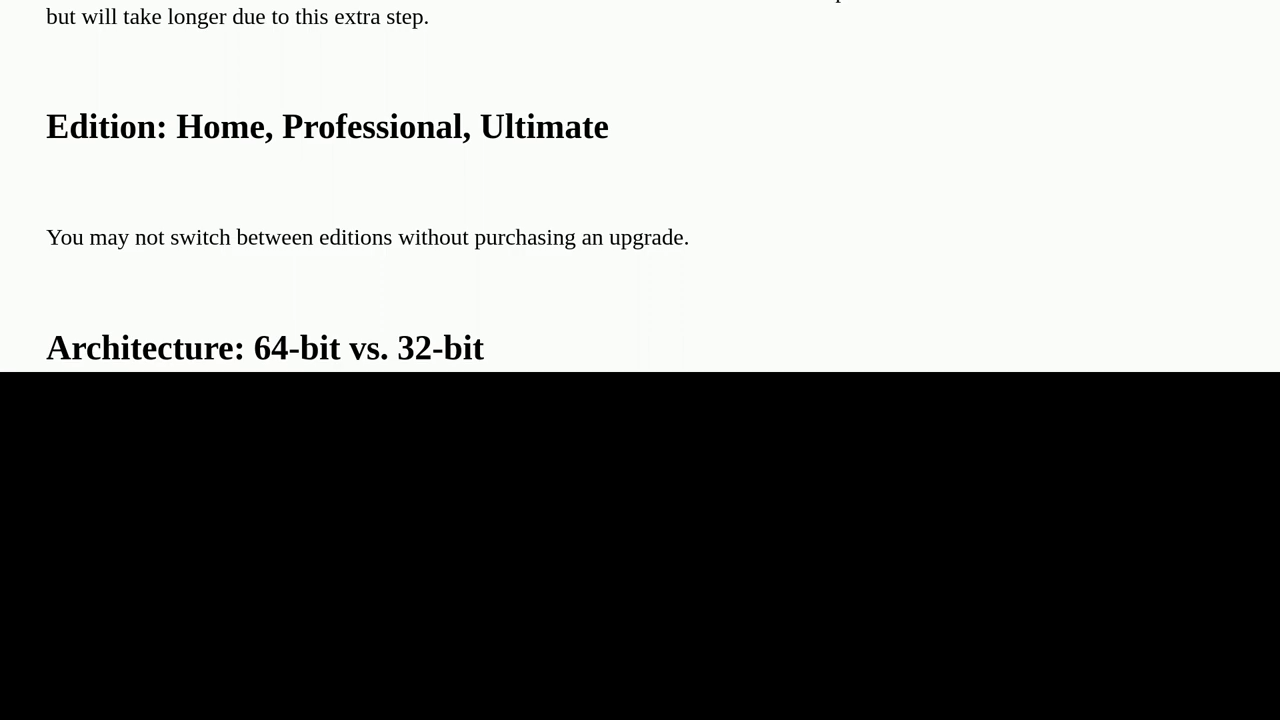 but will take longer due to this extra step.
Edition: Home, Professional, Ultimate
You may not switch between editions without purchasing an upgrade.
Architecture: 64-bit vs. 32-bit